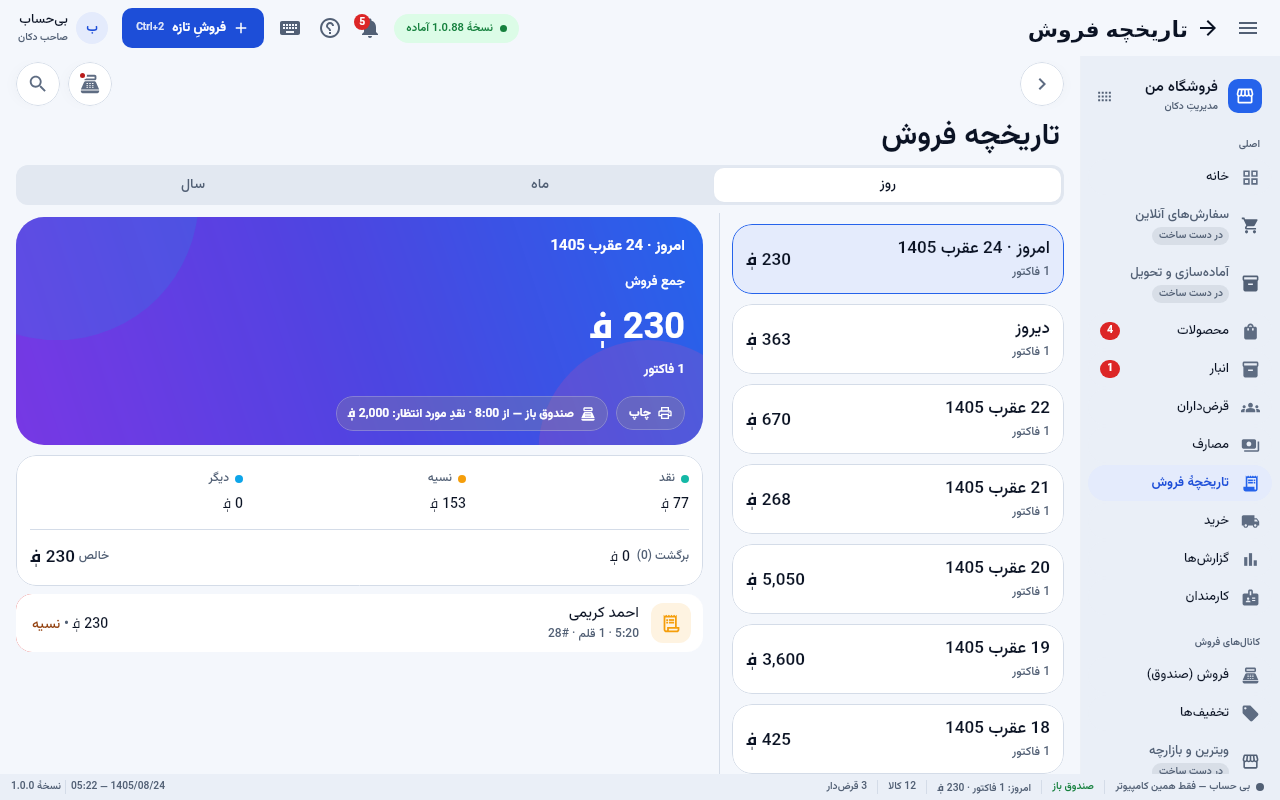 تاریخچه فروش
نسخهٔ 1.0.88 آماده
5
فروشِ تازه Ctrl+2
ب
بی‌حساب
صاحب دکان
فروشگاه من
مدیریت دکان
اصلی
خانه
سفارش‌های آنلاین
در دست ساخت
آماده‌سازی و تحویل
در دست ساخت
محصولات
4
انبار
1
قرض‌داران
مصارف
تاریخچهٔ فروش
خرید
گزارش‌ها
کارمندان
کانال‌های فروش
فروش (صندوق)
تخفیف‌ها
ویترین و بازارچه
در دست ساخت
تاریخچه فروش
روز
ماه
سال
امروز · 24 عقرب 1405
1 فاکتور
230 ؋
دیروز
1 فاکتور
363 ؋
22 عقرب 1405
1 فاکتور
670 ؋
21 عقرب 1405
1 فاکتور
268 ؋
20 عقرب 1405
1 فاکتور
5,050 ؋
19 عقرب 1405
1 فاکتور
3,600 ؋
18 عقرب 1405
1 فاکتور
425 ؋
امروز · 24 عقرب 1405
جمع فروش
230 ؋
1 فاکتور
چاپ
صندوق باز — از 8:00 · نقدِ مورد انتظار: 2,000 ؋
نقد
77 ؋
نسیه
153 ؋
دیگر
0 ؋
برگشت (0) 0 ؋
خالص 230 ؋
احمد کریمی
5:20 · 1 قلم · #28
230 ؋ • نسیه
بی حساب — فقط همین کامپیوتر
صندوق باز
امروز: 1 فاکتور · 230 ؋
12 کالا
3 قرض‌دار
1405/08/24 — 05:22
نسخهٔ 1.0.0